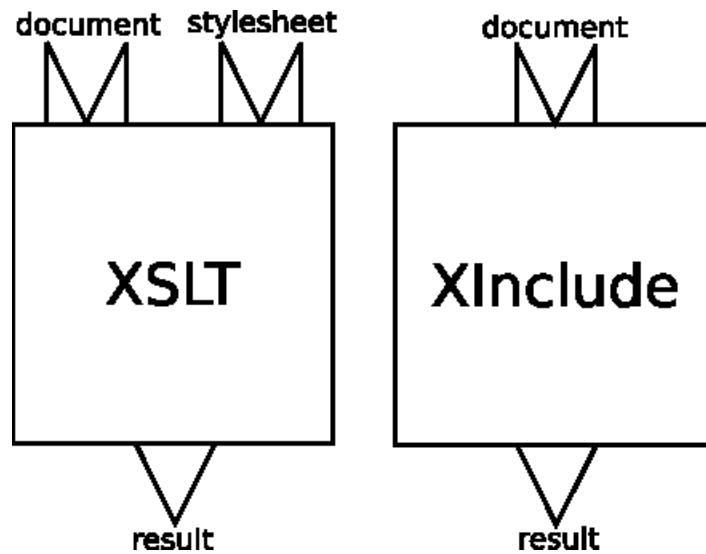 document stylesheet
document
XSLT
XInclude
result
result